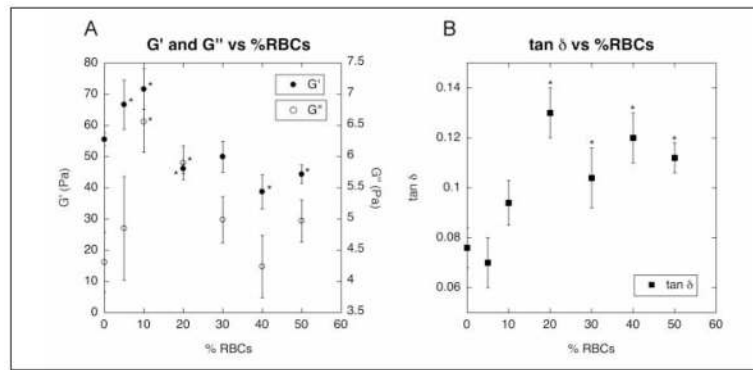 A
G' and G'' vs %RBCs
80
70
60
50
40
30
20
10
0
G' (Pa)
7.5
7
6.5
6
5.5
5
4.5
4
3.5
G'' (Pa)
G'
G''
* * * * * * *
0 10 20 30 40 50 60
% RBCs
B
tan δ vs %RBCs
0.14
0.12
0.1
0.08
0.06
tan δ
* * * *
tan δ
0 10 20 30 40 50 60
% RBCs